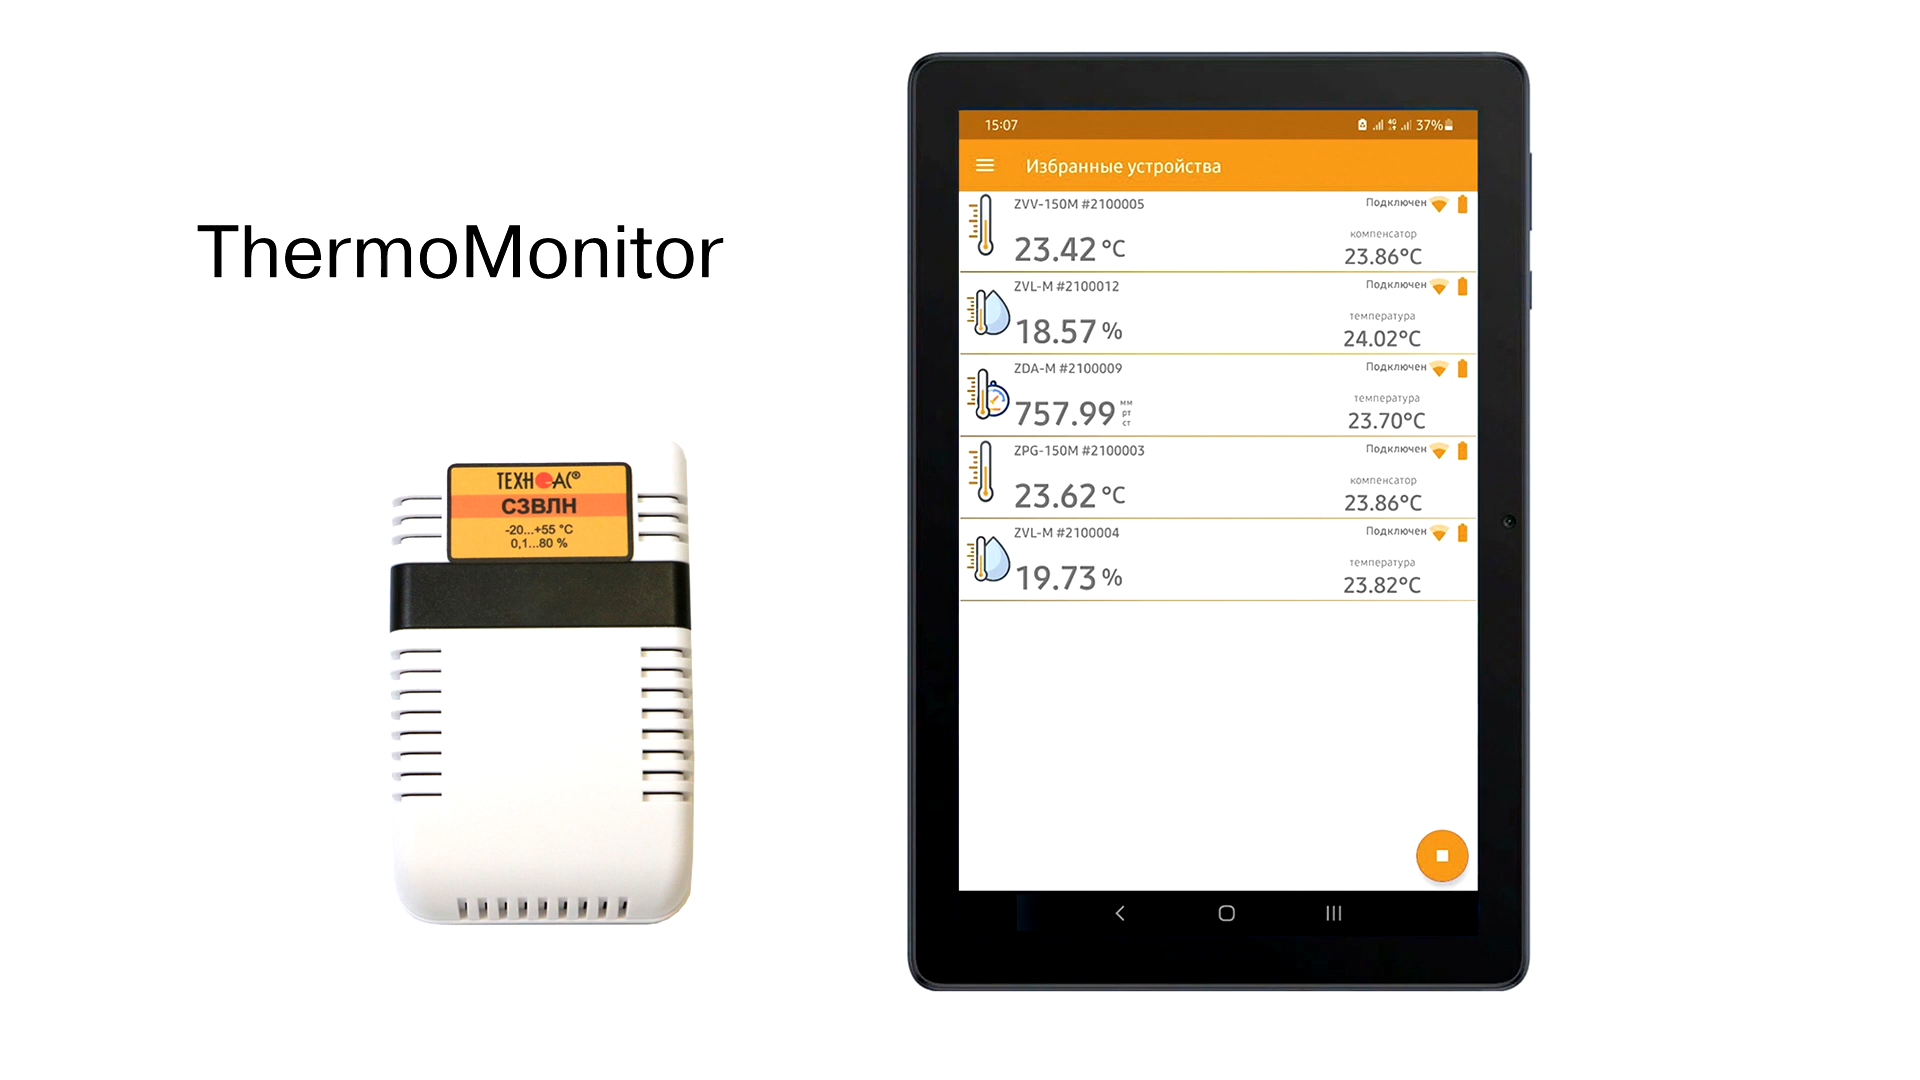 ThermoMonitor
ТЕХНОАС®
СЗВЛН
-20...+55 °C
0,1...80 %
15:07
4G
37%
Избранные устройства
ZVV-150M #2100005
Подключен
23.42 °C
компенсатор
23.86°C
ZVL-M #2100012
Подключен
18.57 %
температура
24.02°C
ZDA-M #2100009
Подключен
757.99 мм рт ст
температура
23.70°C
ZPG-150M #2100003
Подключен
23.62 °C
компенсатор
23.86°C
ZVL-M #2100004
Подключен
19.73 %
температура
23.82°C